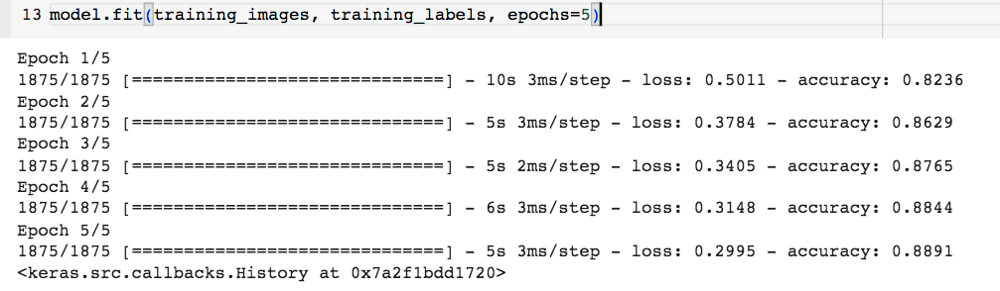 13 model.fit(training_images, training_labels, epochs=5)
Epoch 1/5
1875/1875 [==============================] - 10s 3ms/step - loss: 0.5011 - accuracy: 0.8236
Epoch 2/5
1875/1875 [==============================] - 5s 3ms/step - loss: 0.3784 - accuracy: 0.8629
Epoch 3/5
1875/1875 [==============================] - 5s 2ms/step - loss: 0.3405 - accuracy: 0.8765
Epoch 4/5
1875/1875 [==============================] - 6s 3ms/step - loss: 0.3148 - accuracy: 0.8844
Epoch 5/5
1875/1875 [==============================] - 5s 3ms/step - loss: 0.2995 - accuracy: 0.8891
<keras.src.callbacks.History at 0x7a2f1bdd1720>